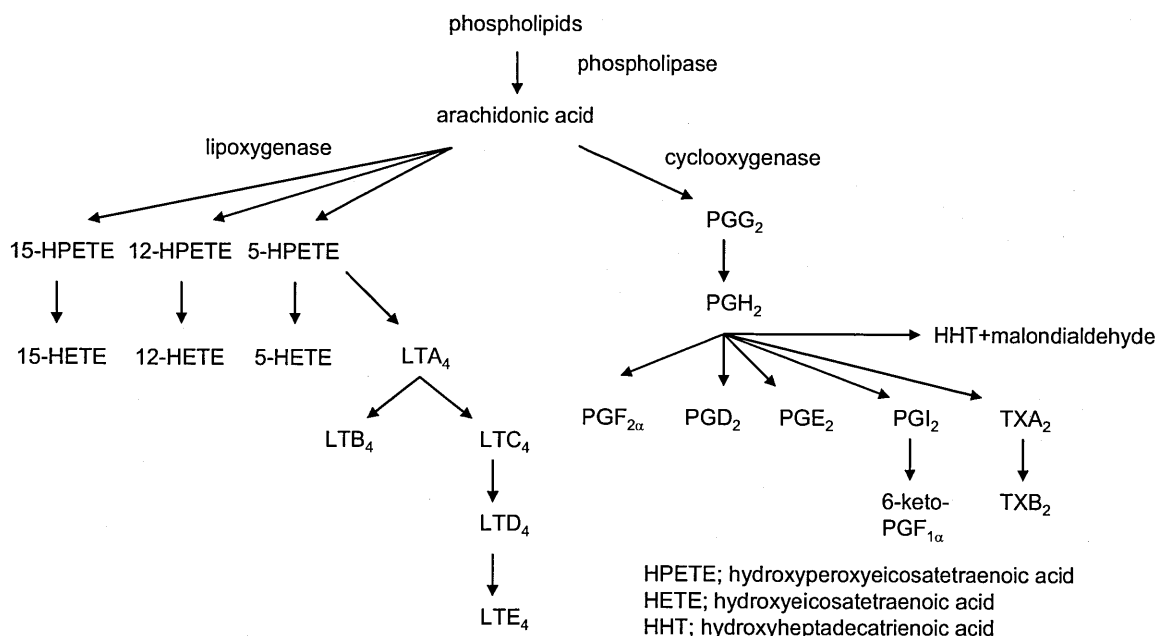 phospholipids
phospholipase
arachidonic acid
lipoxygenase
cyclooxygenase
PGG₂
15-HPETE 12-HPETE 5-HPETE
PGH₂
HHT+malondialdehyde
15-HETE 12-HETE 5-HETE LTA₄
PGF₂α PGD₂ PGE₂ PGI₂ TXA₂
LTB₄ LTC₄
6-keto- TXB₂
PGF₁α
LTD₄
HPETE; hydroxyperoxyeicosatetraenoic acid
HETE; hydroxyeicosatetraenoic acid
LTE₄
HHT; hydroxyheptadecatrienoic acid